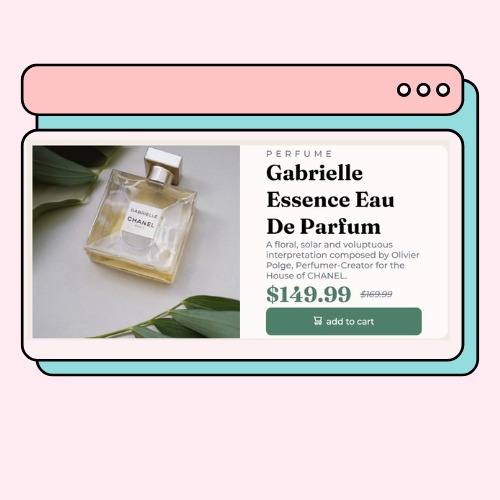 GABRIELLE
CHANEL
PERFUME
Gabrielle
Essence Eau
De Parfum
A floral, solar and voluptuous
interpretation composed by Olivier
Polge, Perfumer-Creator for the
House of CHANEL.
$149.99 $169.99
add to cart